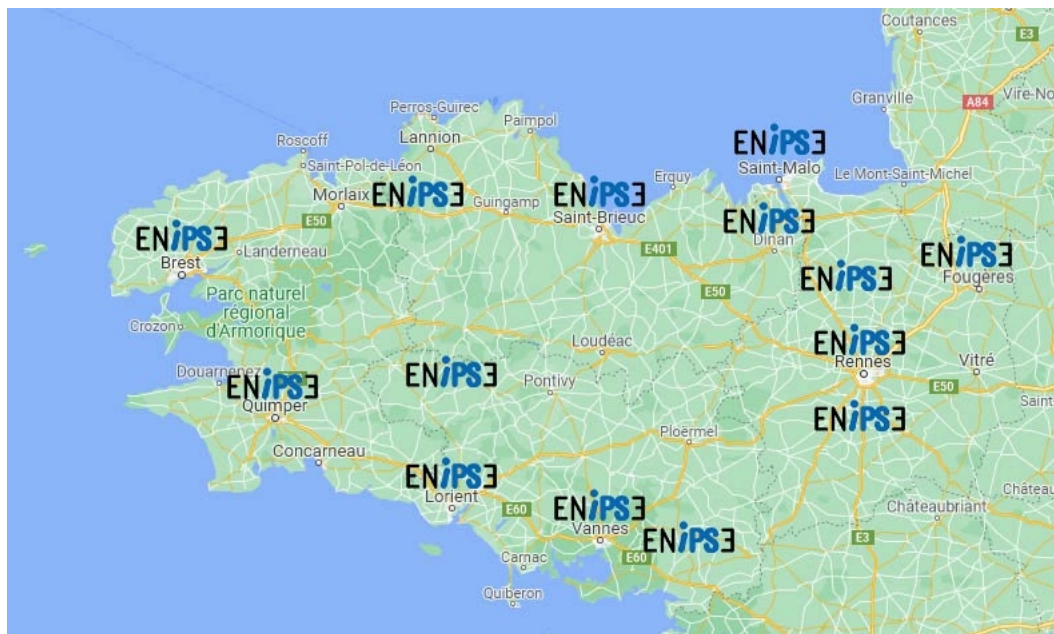 Coutances
E3
Granville
A84
Vire-No
Perros-Guirec
Paimpol
Lannion
Roscoff
Saint-Pol-de-Léon
ENiPSE
Saint-Malo
Erquy
Le Mont-Saint-Michel
Morlaix
ENiPSE
Guingamp
ENiPSE
Saint-Brieuc
E50
ENiPSE
Dinan
ENiPSE
Brest
Landerneau
E401
ENiPSE
Fougères
ENiPSE
E50
Parc naturel
régional
d'Armorique
Crozon
Loudéac
ENiPSE
Rennes
Vitré
E50
Douarnenez
ENiPSE
Quimper
ENiPSE
Pontivy
Saint
ENiPSE
Ploërmel
Concarneau
ENiPSE
Lorient
E60
ENiPSE
Vannes
ENiPSE
E60
Château
Châteaubriant
E3
Carnac
Quiberon